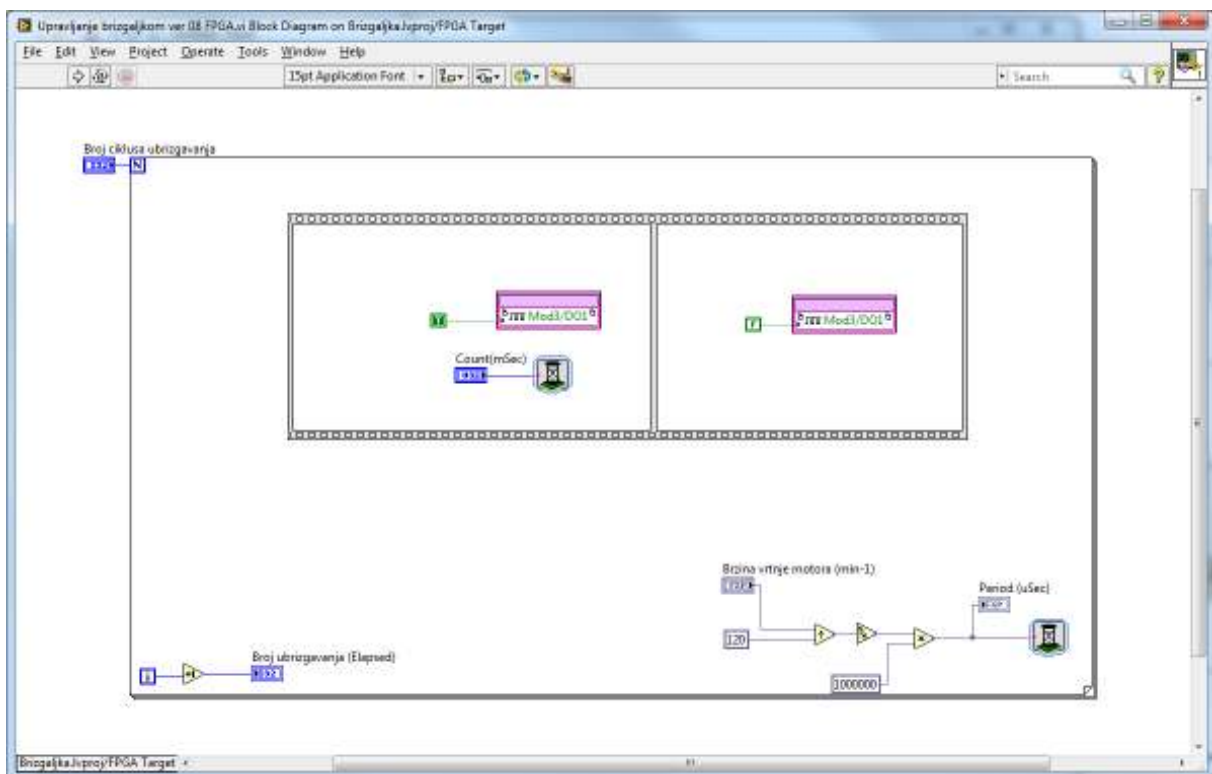 Upravljanje brizgaljkom ver 08 FPGA.vi Block Diagram on Brizgaljka.lvproj/FPGA Target
File Edit View Project Operate Tools Window Help
15pt Application Font
Search
Broj ciklusa ubrizgavanja
N
Mod3/DO1
F
Mod3/DO1
Count(mSec)
Brzina vrtnje motora (min-1)
Period (uSec)
120
Broj ubrizgavanja (Elapsed)
i
1000000
Brizgaljka.lvproj/FPGA Target